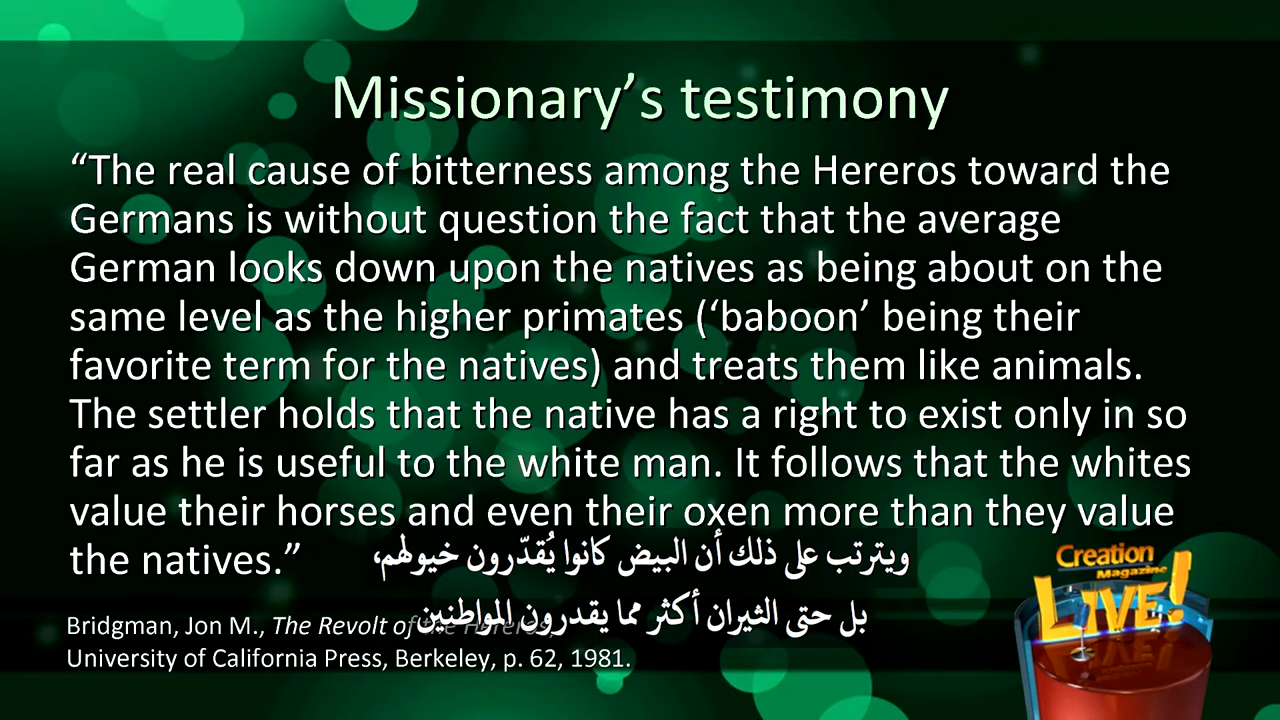 Missionary’s testimony
“The real cause of bitterness among the Hereros toward the
Germans is without question the fact that the average
German looks down upon the natives as being about on the
same level as the higher primates (‘baboon’ being their
favorite term for the natives) and treats them like animals.
The settler holds that the native has a right to exist only in so
far as he is useful to the white man. It follows that the whites
value their horses and even their oxen more than they value
the natives.”
ويترتب على ذلك أن البيض كانوا يُقدّرون خيولهم،
بل حتى الثيران أكثر مما يقدرون المواطنين
Bridgman, Jon M., The Revolt of the Hereros,
University of California Press, Berkeley, p. 62, 1981.
Creation
Magazine
LIVE!